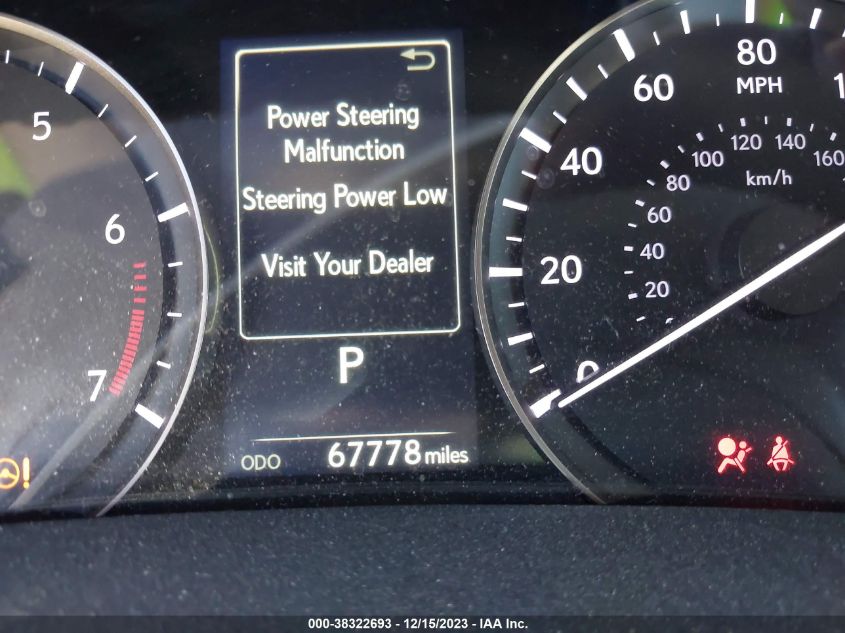 Power Steering
Malfunction
Steering Power Low
Visit Your Dealer
P
ODO 67778 miles
5
6
7
!
0
20
40
60
80
MPH
20
40
60
80
100
120
140
160
km/h
000-38322693 - 12/15/2023 - IAA Inc.